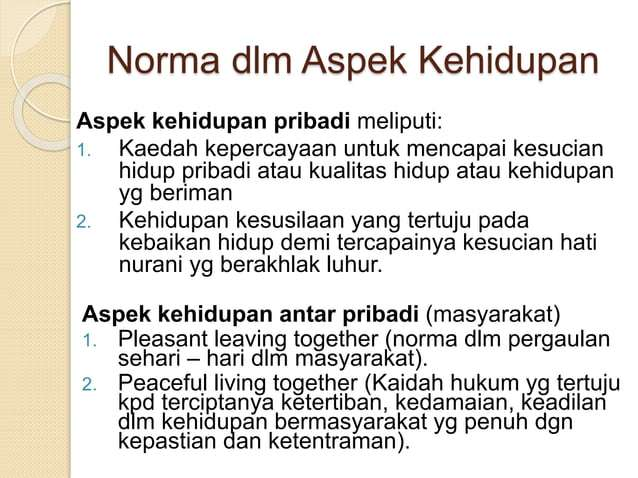 Norma dlm Aspek Kehidupan
Aspek kehidupan pribadi meliputi:
1. Kaedah kepercayaan untuk mencapai kesucian
hidup pribadi atau kualitas hidup atau kehidupan
yg beriman
2. Kehidupan kesusilaan yang tertuju pada
kebaikan hidup demi tercapainya kesucian hati
nurani yg berakhlak luhur.
Aspek kehidupan antar pribadi (masyarakat)
1. Pleasant leaving together (norma dlm pergaulan
sehari – hari dlm masyarakat).
2. Peaceful living together (Kaidah hukum yg tertuju
kpd terciptanya ketertiban, kedamaian, keadilan
dlm kehidupan bermasyarakat yg penuh dgn
kepastian dan ketentraman).